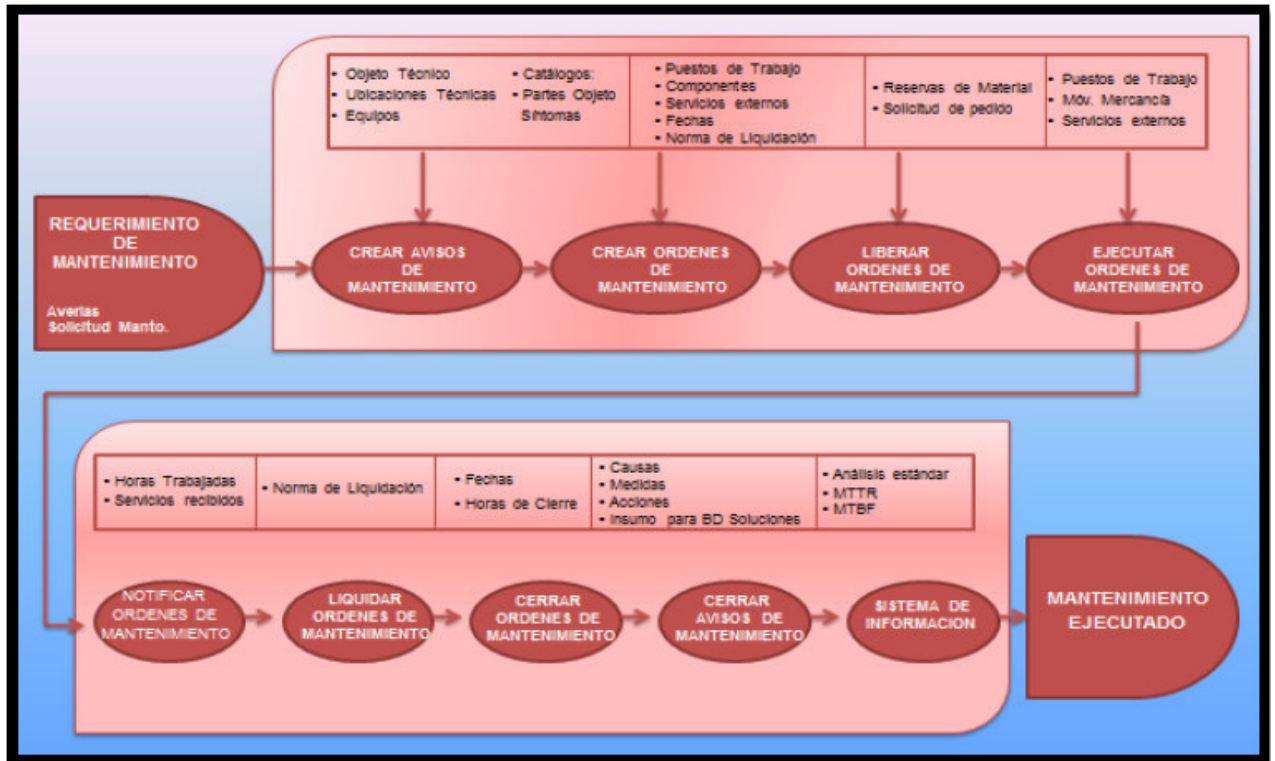 • Objeto Técnico
• Ubicaciones Técnicas
• Equipos
• Catálogos:
• Partes Objeto
Síntomas
• Puestos de Trabajo
• Componentes
• Servicios externos
• Fechas
• Norma de Liquidación
• Reservas de Material
• Solicitud de pedido
• Puestos de Trabajo
• Móv. Mercancía
• Servicios externos
REQUERIMIENTO
DE
MANTENIMIENTO
Averías
Solicitud Manto.
CREAR AVISOS
DE
MANTENIMIENTO
CREAR ORDENES
DE
MANTENIMIENTO
LIBERAR
ORDENES DE
MANTENIMIENTO
EJECUTAR
ORDENES DE
MANTENIMIENTO
• Horas Trabajadas
• Servicios recibidos
• Norma de Liquidación
• Fechas
• Horas de Cierre
• Causas
• Medidas
• Acciones
• Insumo para BD Soluciones
• Análisis estándar
• MTTR
• MTBF
NOTIFICAR
ORDENES DE
MANTENIMIENTO
LIQUIDAR
ORDENES DE
MANTENIMIENTO
CERRAR
ORDENES DE
MANTENIMIENTO
CERRAR
AVISOS DE
MANTENIMIENTO
SISTEMA DE
INFORMACION
MANTENIMIENTO
EJECUTADO